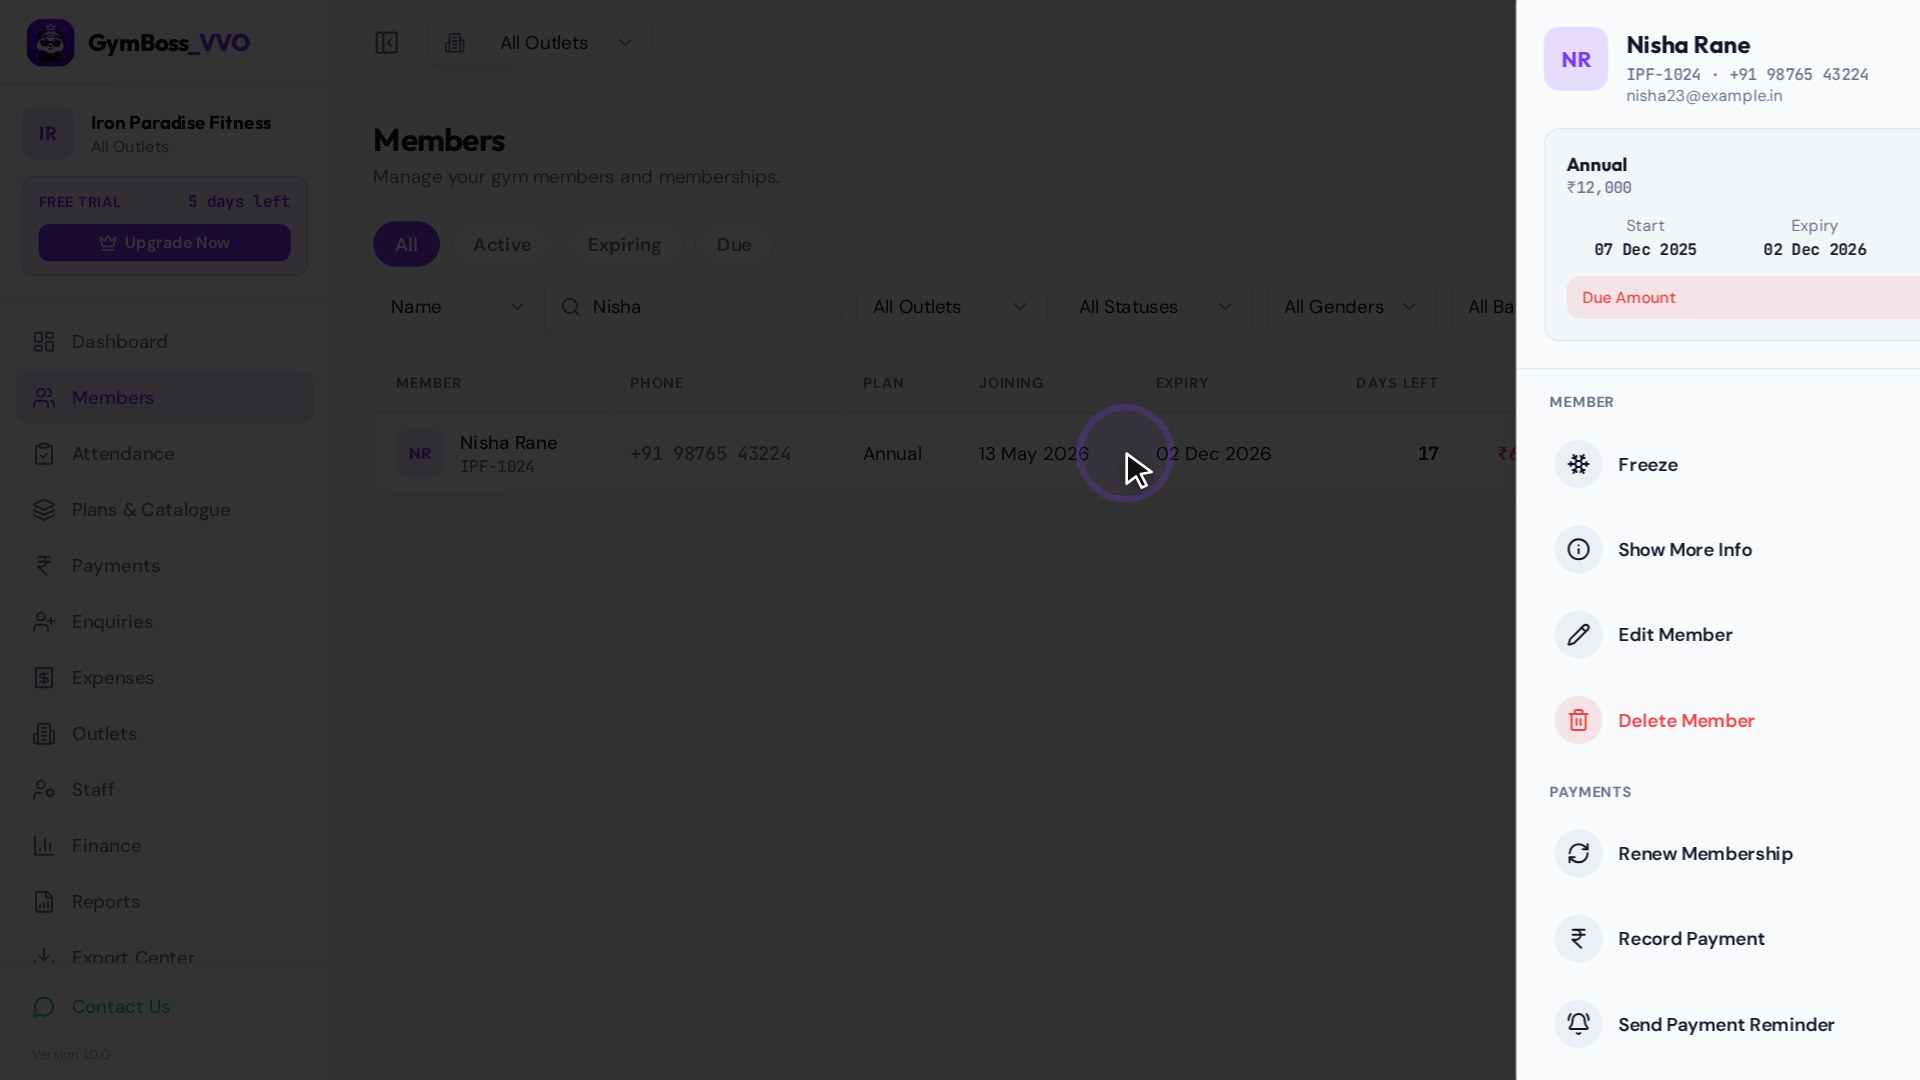 GymBoss_VVO
All Outlets
IR
Iron Paradise Fitness
All Outlets
FREE TRIAL 5 days left
Upgrade Now
Dashboard
Members
Attendance
Plans & Catalogue
Payments
Enquiries
Expenses
Outlets
Staff
Finance
Reports
Export Center
Contact Us
Version 1.0.0
Members
Manage your gym members and memberships.
All Active Expiring Due
Name Nisha All Outlets All Statuses All Genders All Ba
MEMBER PHONE PLAN JOINING EXPIRY DAYS LEFT
NR Nisha Rane +91 98765 43224 Annual 13 May 2026 02 Dec 2026 17 ₹6
IPF-1024
NR
Nisha Rane
IPF-1024 · +91 98765 43224
nisha23@example.in
Annual
₹12,000
Start Expiry
07 Dec 2025 02 Dec 2026
Due Amount
MEMBER
Freeze
Show More Info
Edit Member
Delete Member
PAYMENTS
Renew Membership
Record Payment
Send Payment Reminder